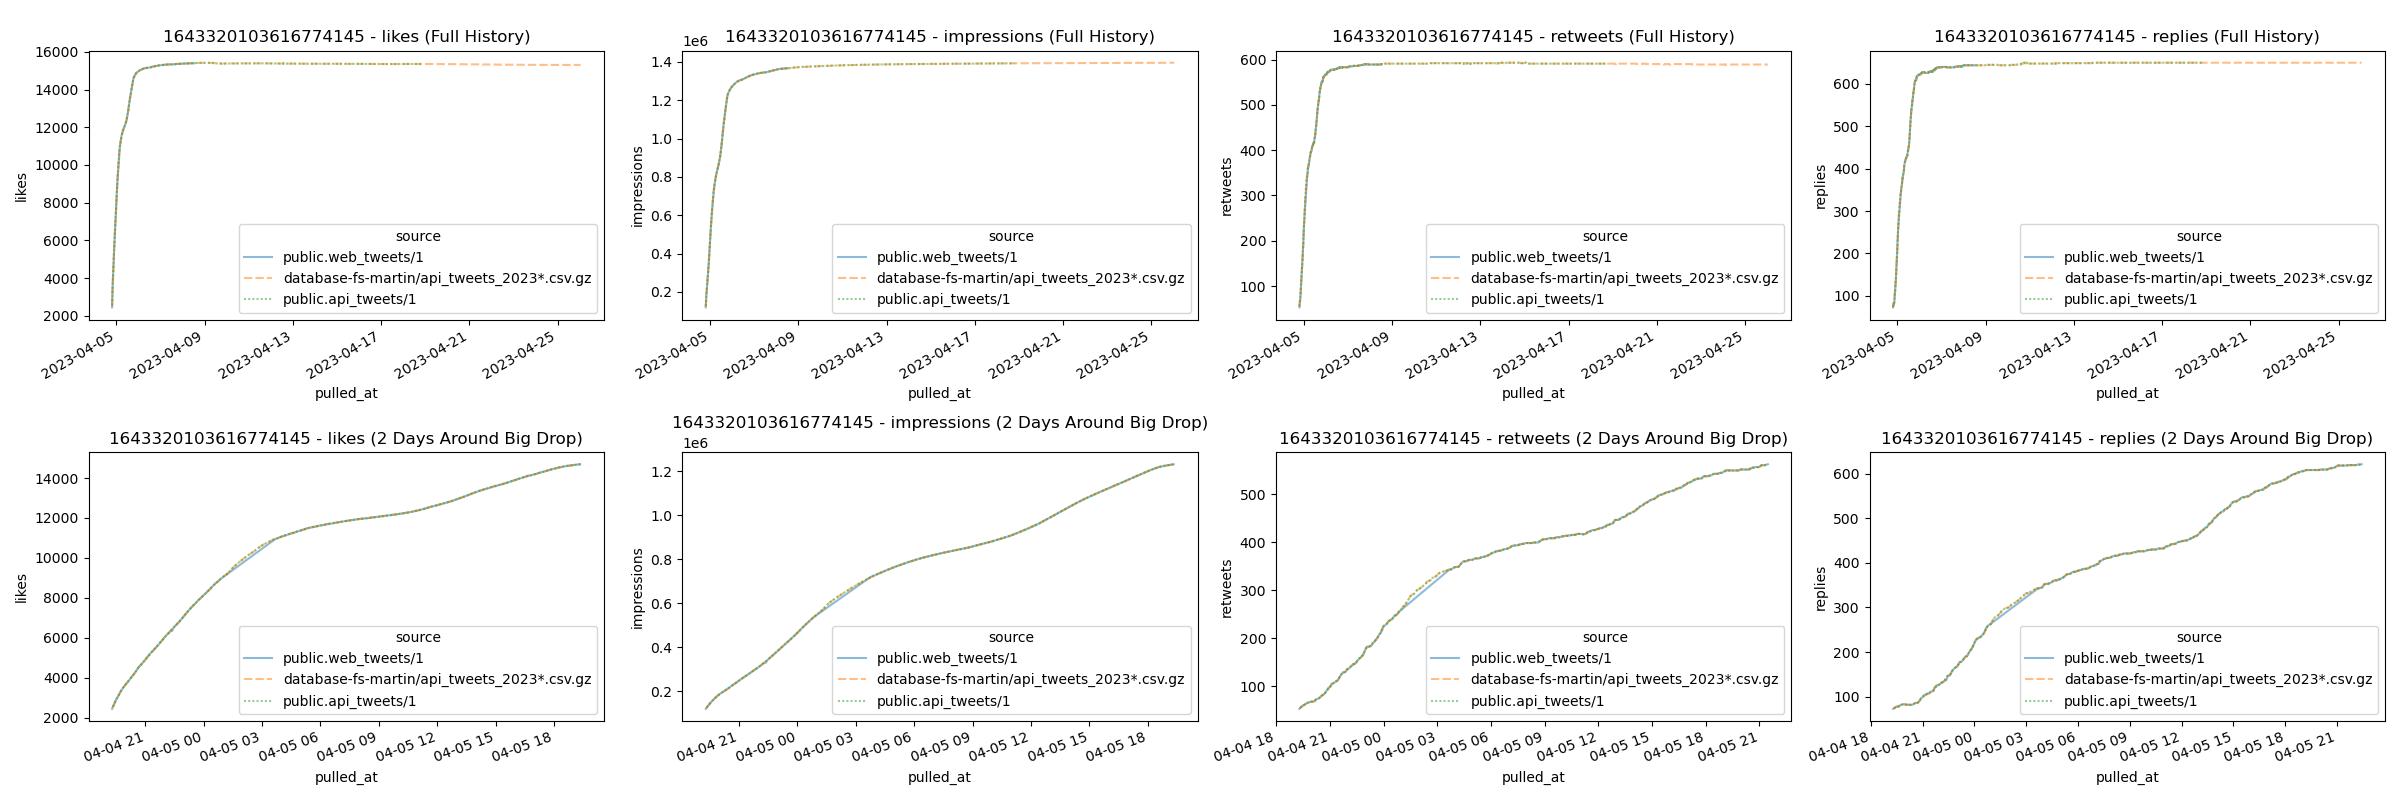 1643320103616774145 - likes (Full History)
16000
14000
12000
10000
8000
6000
4000
2000
likes
source
public.web_tweets/1
database-fs-martin/api_tweets_2023*.csv.gz
public.api_tweets/1
2023-04-05
2023-04-09
2023-04-13
2023-04-17
2023-04-21
2023-04-25
pulled_at
1643320103616774145 - impressions (Full History)
1e6
1.4
1.2
1.0
0.8
0.6
0.4
0.2
impressions
source
public.web_tweets/1
database-fs-martin/api_tweets_2023*.csv.gz
public.api_tweets/1
2023-04-05
2023-04-09
2023-04-13
2023-04-17
2023-04-21
2023-04-25
pulled_at
1643320103616774145 - retweets (Full History)
600
500
400
300
200
100
retweets
source
public.web_tweets/1
database-fs-martin/api_tweets_2023*.csv.gz
public.api_tweets/1
2023-04-05
2023-04-09
2023-04-13
2023-04-17
2023-04-21
2023-04-25
pulled_at
1643320103616774145 - replies (Full History)
600
500
400
300
200
100
replies
source
public.web_tweets/1
database-fs-martin/api_tweets_2023*.csv.gz
public.api_tweets/1
2023-04-05
2023-04-09
2023-04-13
2023-04-17
2023-04-21
2023-04-25
pulled_at
1643320103616774145 - likes (2 Days Around Big Drop)
14000
12000
10000
8000
6000
4000
2000
likes
source
public.web_tweets/1
database-fs-martin/api_tweets_2023*.csv.gz
public.api_tweets/1
04-04 21
04-05 00
04-05 03
04-05 06
04-05 09
04-05 12
04-05 15
04-05 18
pulled_at
1643320103616774145 - impressions (2 Days Around Big Drop)
1e6
1.2
1.0
0.8
0.6
0.4
0.2
impressions
source
public.web_tweets/1
database-fs-martin/api_tweets_2023*.csv.gz
public.api_tweets/1
04-04 21
04-05 00
04-05 03
04-05 06
04-05 09
04-05 12
04-05 15
04-05 18
pulled_at
1643320103616774145 - retweets (2 Days Around Big Drop)
500
400
300
200
100
retweets
source
public.web_tweets/1
database-fs-martin/api_tweets_2023*.csv.gz
public.api_tweets/1
04-04 18
04-04 21
04-05 00
04-05 03
04-05 06
04-05 09
04-05 12
04-05 15
04-05 18
04-05 21
pulled_at
1643320103616774145 - replies (2 Days Around Big Drop)
600
500
400
300
200
100
replies
source
public.web_tweets/1
database-fs-martin/api_tweets_2023*.csv.gz
public.api_tweets/1
04-04 18
04-04 21
04-05 00
04-05 03
04-05 06
04-05 09
04-05 12
04-05 15
04-05 18
04-05 21
pulled_at